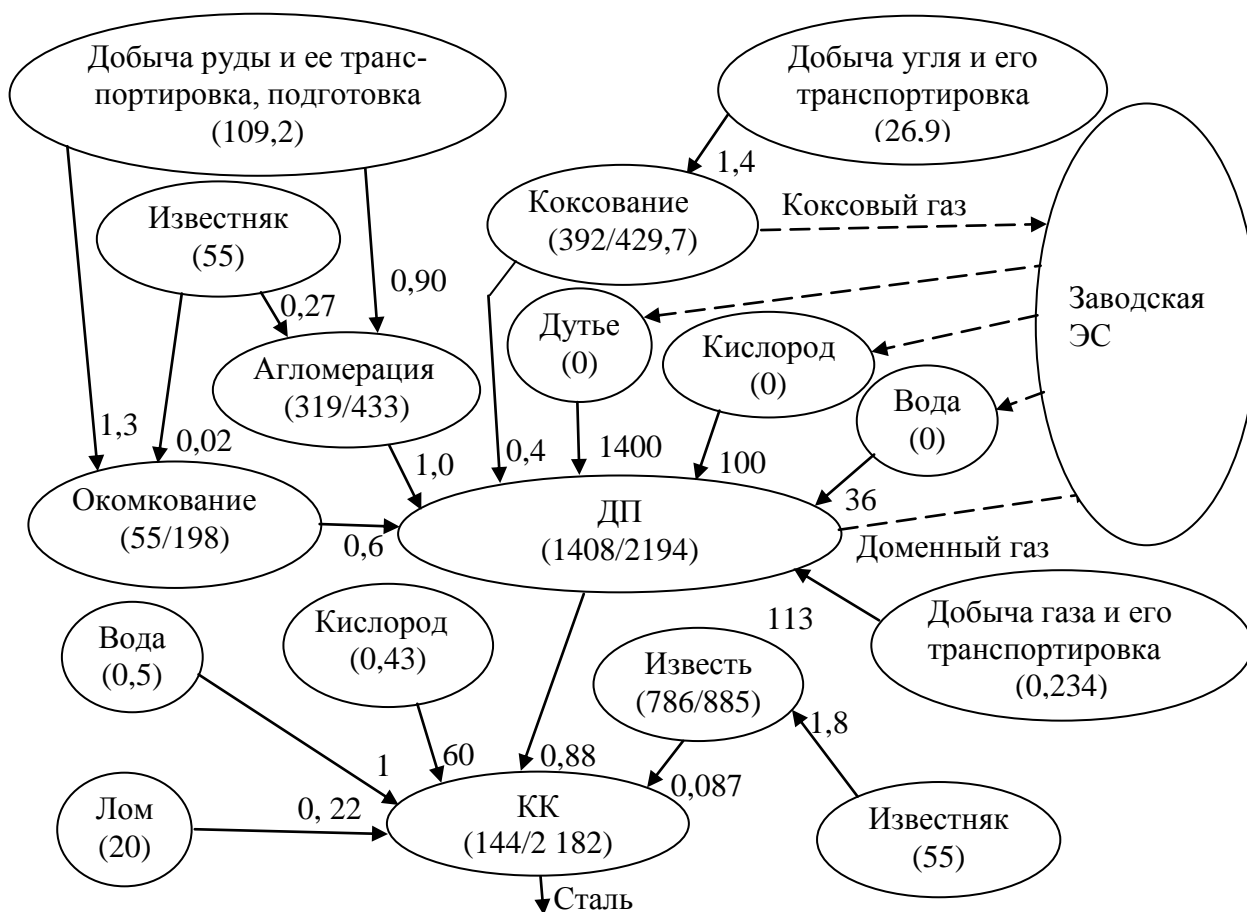 Добыча руды и ее транс-
портировка, подготовка
(109,2)
Добыча угля и его
транспортировка
(26,9)
1,4
Известняк
(55)
Коксование
(392/429,7)
Коксовый газ
0,27
0,90
Дутье
(0)
Кислород
(0)
Заводская
ЭС
Агломерация
(319/433)
Вода
(0)
1,3
0,02
1,0
0,4
1400
100
36
Окомкование
(55/198)
0,6
ДП
(1408/2194)
Доменный газ
Вода
(0,5)
Кислород
(0,43)
113
Добыча газа и его
транспортировка
(0,234)
Известь
(786/885)
1,8
1
60
0,88
0,087
Лом
(20)
0, 22
КК
(144/2 182)
Известняк
(55)
Сталь